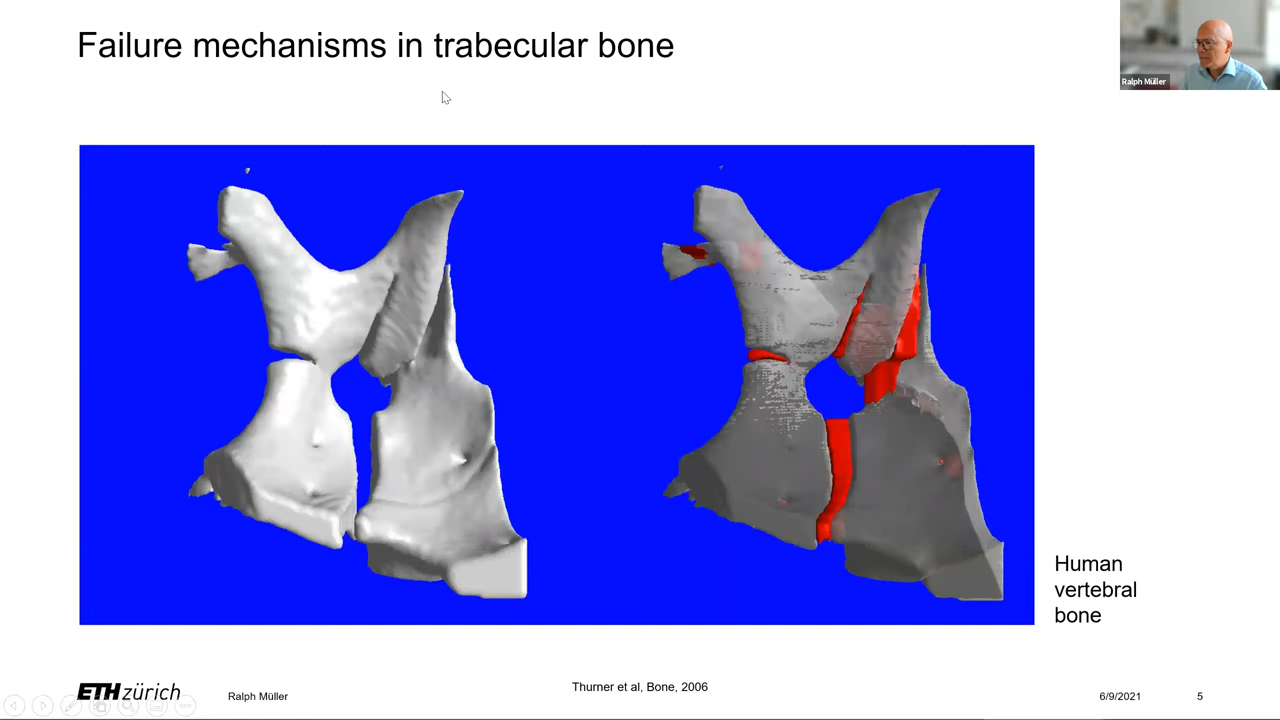 Failure mechanisms in trabecular bone
Ralph Müller
Human
vertebral
bone
ETH zürich
Ralph Müller
Thurner et al, Bone, 2006
6/9/2021
5